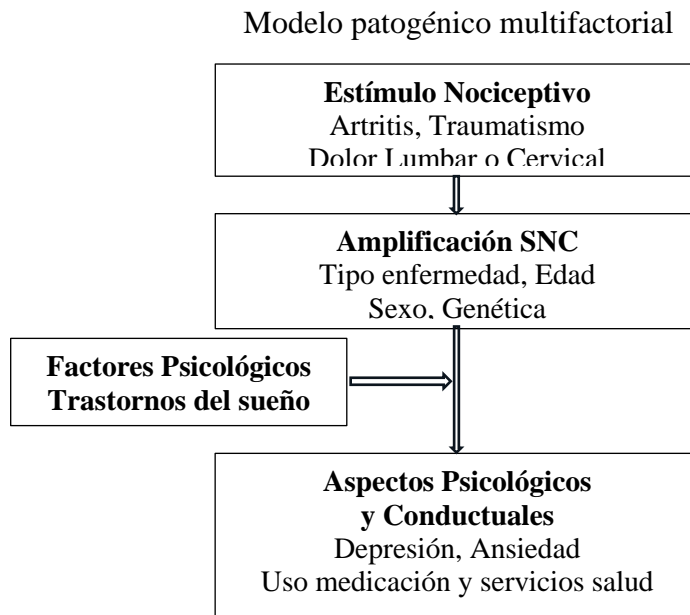 Modelo patogénico multifactorial
Estímulo Nociceptivo
Artritis, Traumatismo
Dolor Lumbar o Cervical
Amplificación SNC
Tipo enfermedad, Edad
Sexo, Genética
Factores Psicológicos
Trastornos del sueño
Aspectos Psicológicos
y Conductuales
Depresión, Ansiedad
Uso medicación y servicios salud